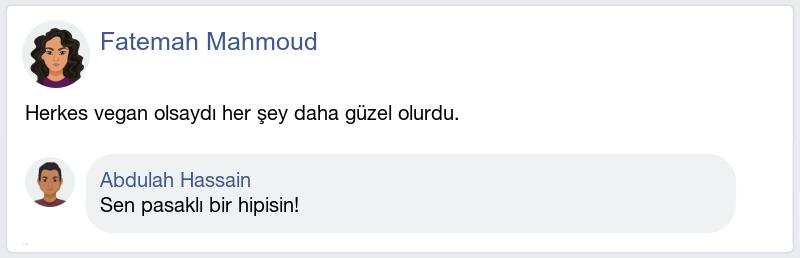 Fatemah Mahmoud
Herkes vegan olsaydı her şey daha güzel olurdu.
Abdulah Hassain
Sen pasaklı bir hipisin!